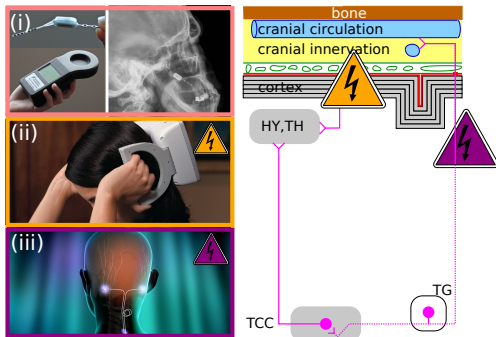 (i)
(ii)
(iii)
bone
cranial circulation
cranial innervation
cortex
HY,TH
TCC
TG